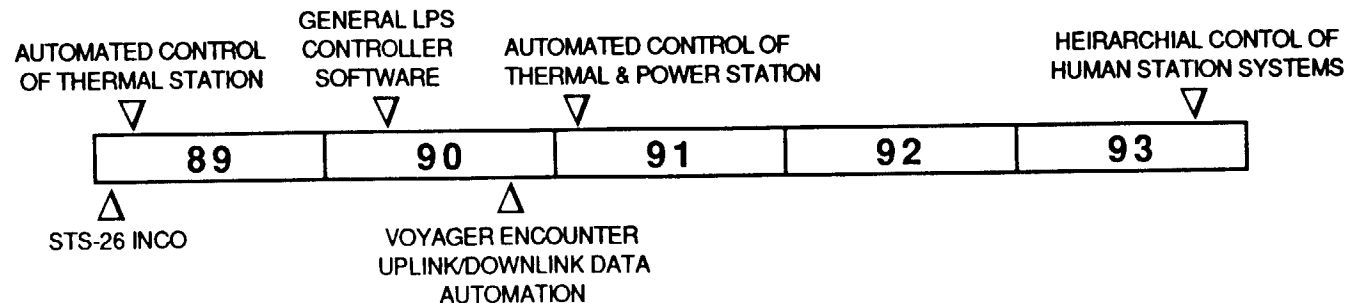 AUTOMATED CONTROL
OF THERMAL STATION
GENERAL LPS
CONTROLLER
SOFTWARE
AUTOMATED CONTROL OF
THERMAL & POWER STATION
HEIRARCHIAL CONTOL OF
HUMAN STATION SYSTEMS
89 90 91 92 93
STS-26 INCO
VOYAGER ENCOUNTER
UPLINK/DOWNLINK DATA
AUTOMATION